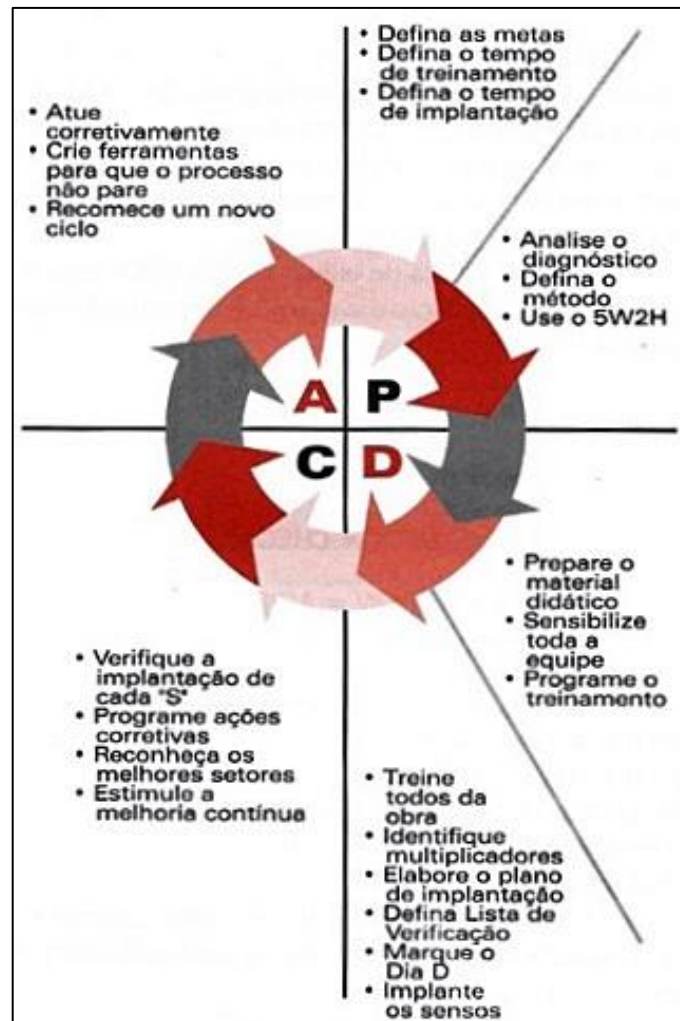 • Defina as metas
• Defina o tempo
de treinamento
• Defina o tempo
de implantação
• Atue
corretivamente
• Crie ferramentas
para que o processo
não pare
• Recomece um novo
ciclo
• Analise o
diagnóstico
• Defina o
método
• Use o 5W2H
A P
C D
• Prepare o
material
didático
• Sensibilize
toda a
equipe
• Programe o
treinamento
• Verifique a
implantação de
cada "S"
• Programe ações
corretivas
• Reconheça os
melhores setores
• Estimule a
melhoria contínua
• Treine
todos da
obra
• Identifique
multiplicadores
• Elabore o plano
de implantação
• Defina Lista de
Verificação
• Marque o
Dia D
• Implante
os sensos